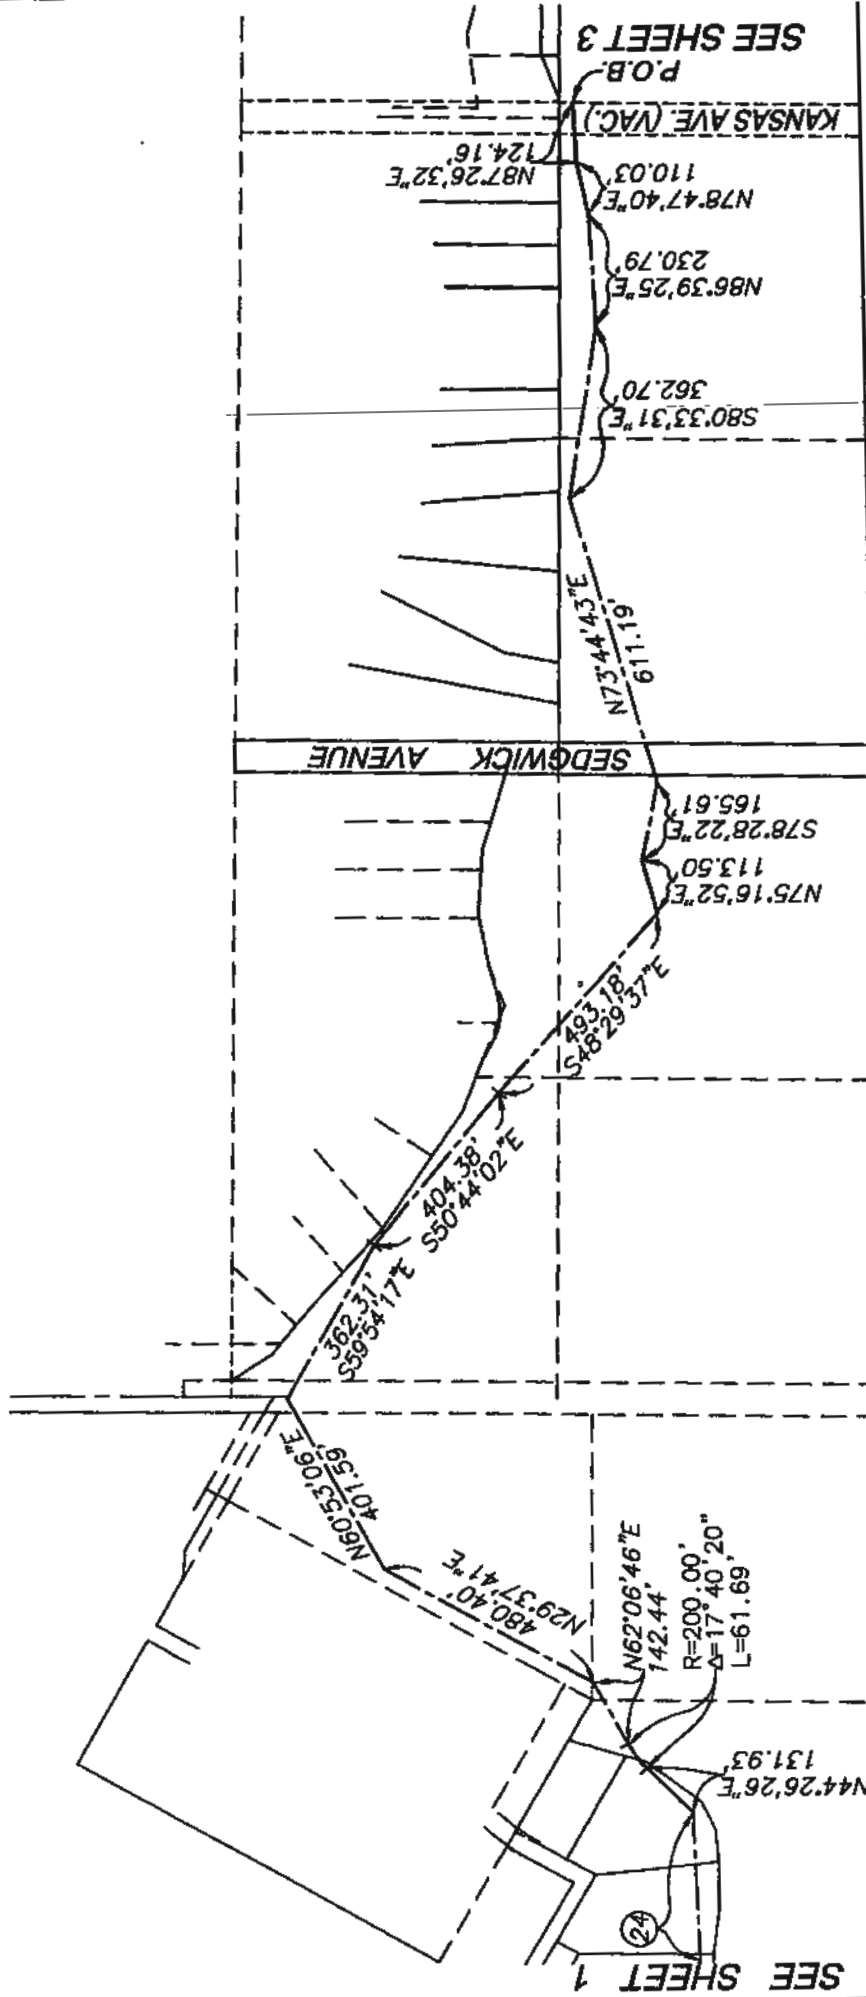 SEE SHEET 3
P.O.B.
KANSAS AVE. (VAC.)
N87°26'32"E
124.16'
N78°47'40"E
110.03'
N86°39'25"E
230.79'
S80°33'31"E
362.70'
N73°44'43"E
611.19'
SEDGWICK AVENUE
S78°28'22"E
165.61'
N75°16'52"E
113.50'
493.18'
S48°29'37"E
404.38'
S50°44'02"E
362.31'
S59°54'17"E
N60°53'06"E
401.59'
480.40'
N29°37'41"E
N62°06'46"E
142.44'
R=200.00'
Δ=17°40'20"
L=61.69'
N44°26'26"E
131.93'
24
SEE SHEET 1